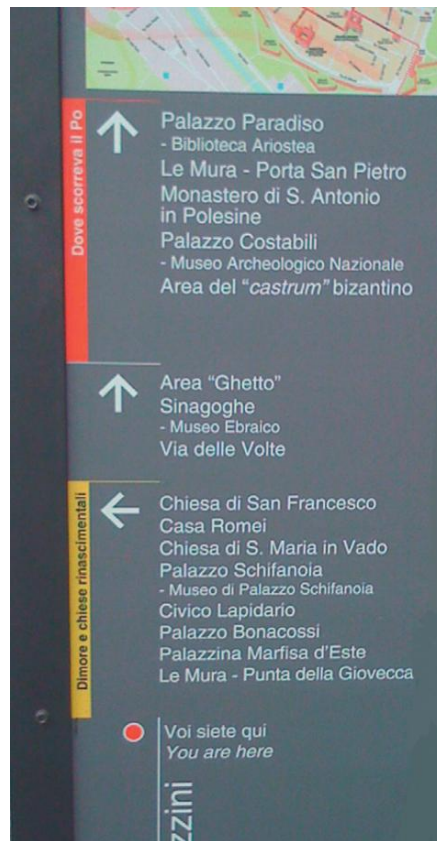 Dove scorreva il Po
Palazzo Paradiso
- Biblioteca Ariostea
Le Mura - Porta San Pietro
Monastero di S. Antonio
in Polesine
Palazzo Costabili
- Museo Archeologico Nazionale
Area del "castrum" bizantino
Area "Ghetto"
Sinagoghe
- Museo Ebraico
Via delle Volte
Dimore e chiese rinascimentali
Chiesa di San Francesco
Casa Romei
Chiesa di S. Maria in Vado
Palazzo Schifanoia
- Museo di Palazzo Schifanoia
Civico Lapidario
Palazzo Bonacossi
Palazzina Marfisa d'Este
Le Mura - Punta della Giovecca
Voi siete qui
You are here
zzini